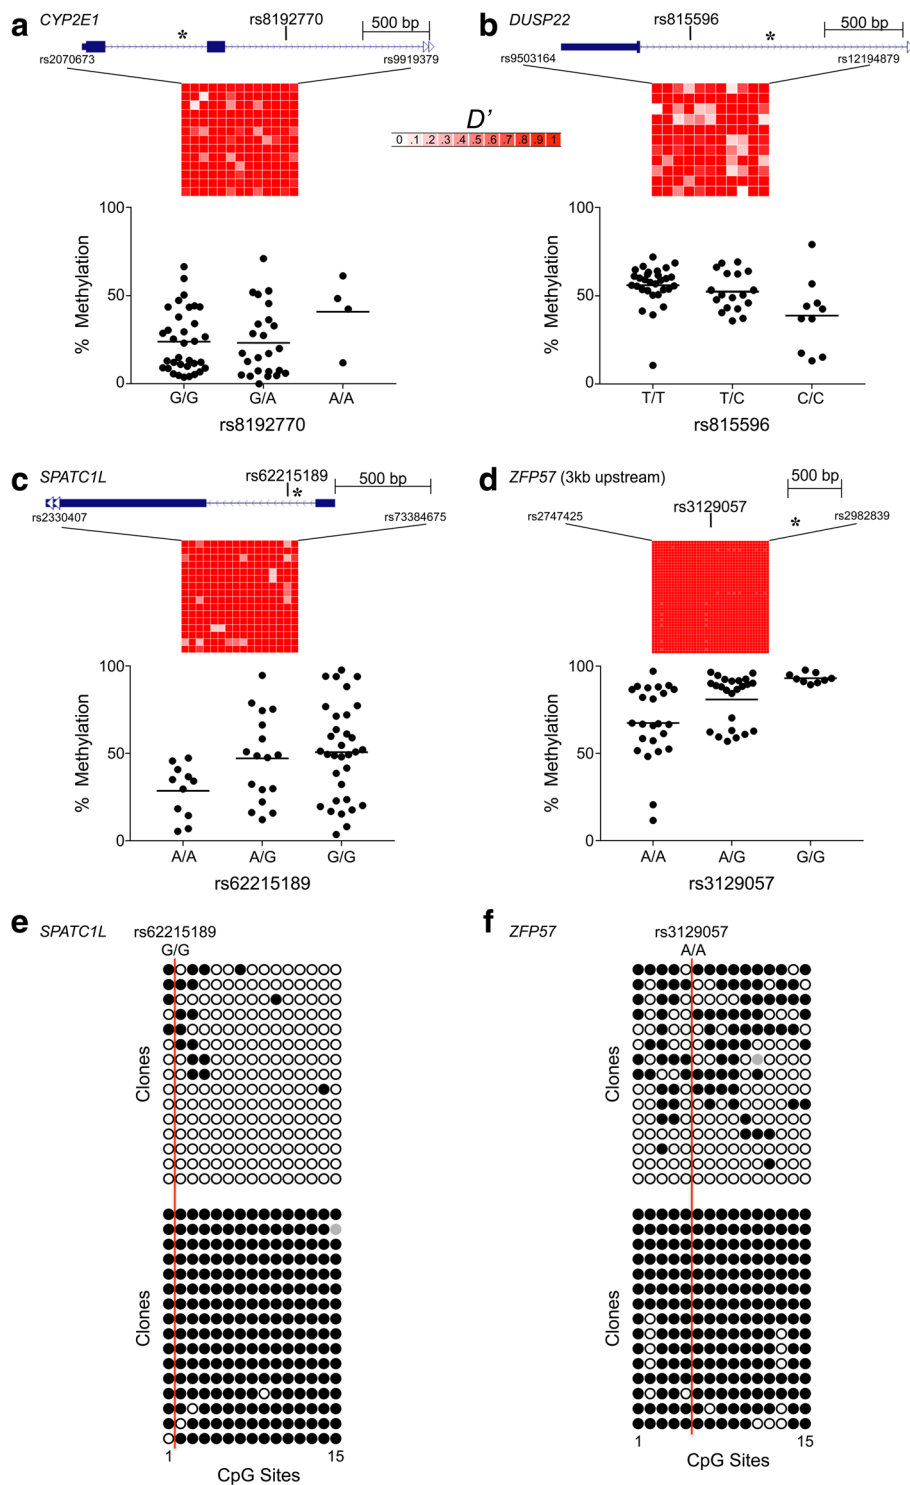 a
CYP2E1
rs8192770
500 bp
*
rs2070673
rs9919379
b
DUSP22
rs815596
500 bp
*
rs9503164
rs12194879
D'
0 .1 .2 .3 .4 .5 .6 .7 .8 .9 1
100
50
0
% Methylation
G/G G/A A/A
rs8192770
100
50
0
% Methylation
T/T T/C C/C
rs815596
c
SPATC1L
rs62215189
500 bp
*
rs2330407
rs73384675
d
ZFP57 (3kb upstream)
500 bp
rs3129057
rs2747425
*
rs2982839
100
50
0
% Methylation
A/A A/G G/G
rs62215189
100
50
0
% Methylation
A/A A/G G/G
rs3129057
e
SPATC1L
rs62215189
G/G
Clones
Clones
1 15
CpG Sites
f
ZFP57
rs3129057
A/A
Clones
Clones
1 15
CpG Sites